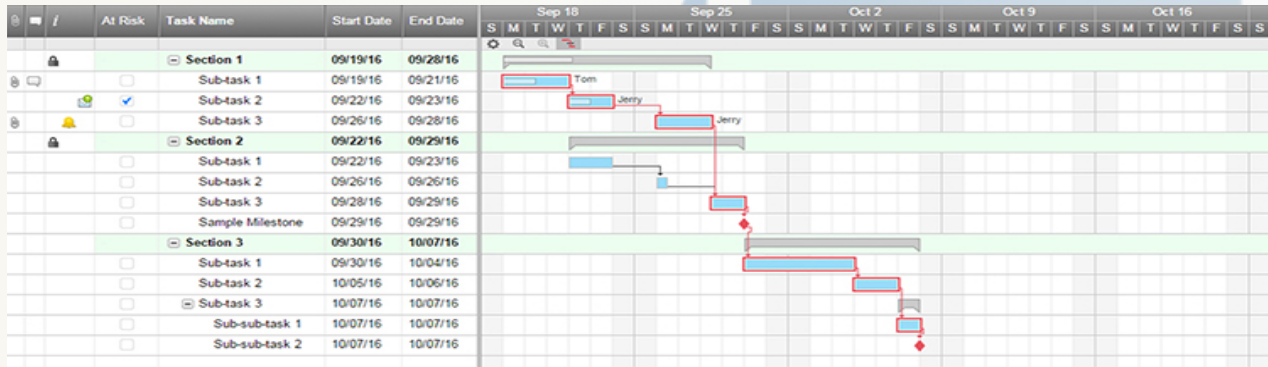 i At Risk Task Name Start Date End Date Sep 18 Sep 25 Oct 2 Oct 9 Oct 16
S M T W T F S S M T W T F S S M T W T F S S M T W T F S S M T W T F S S
Section 1 09/19/16 09/28/16
Sub-task 1 09/19/16 09/21/16 Tom
Sub-task 2 09/22/16 09/23/16 Jerry
Sub-task 3 09/26/16 09/28/16 Jerry
Section 2 09/22/16 09/29/16
Sub-task 1 09/22/16 09/23/16
Sub-task 2 09/26/16 09/26/16
Sub-task 3 09/28/16 09/29/16
Sample Milestone 09/29/16 09/29/16
Section 3 09/30/16 10/07/16
Sub-task 1 09/30/16 10/04/16
Sub-task 2 10/05/16 10/06/16
Sub-task 3 10/07/16 10/07/16
Sub-sub-task 1 10/07/16 10/07/16
Sub-sub-task 2 10/07/16 10/07/16